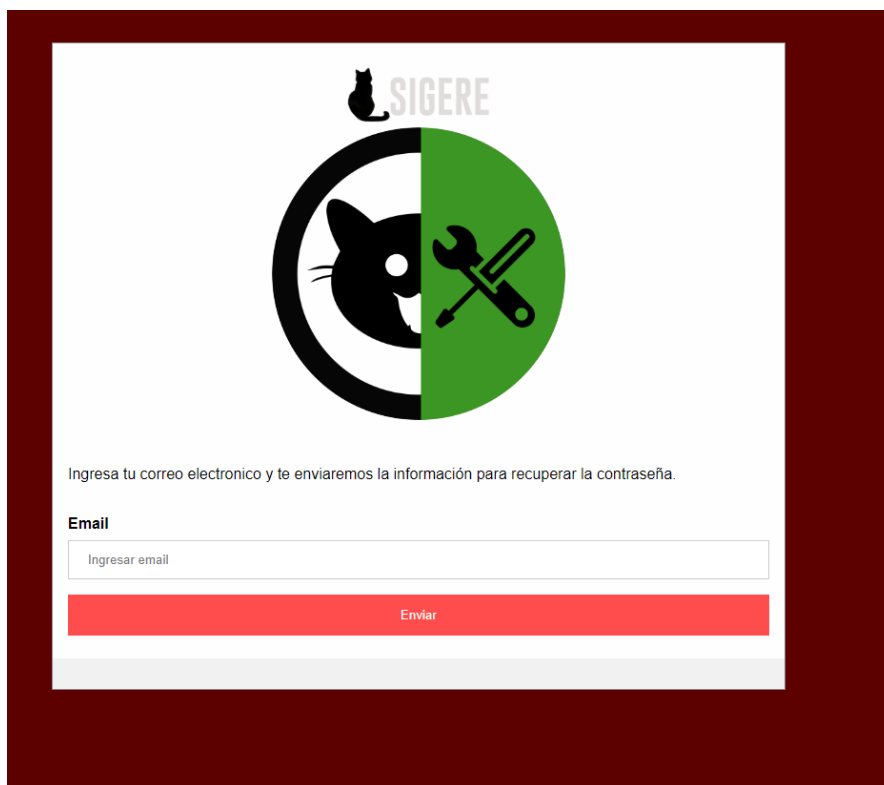 SIGERE
Ingresa tu correo electronico y te enviaremos la información para recuperar la contraseña.
Email
Ingresar email
Enviar